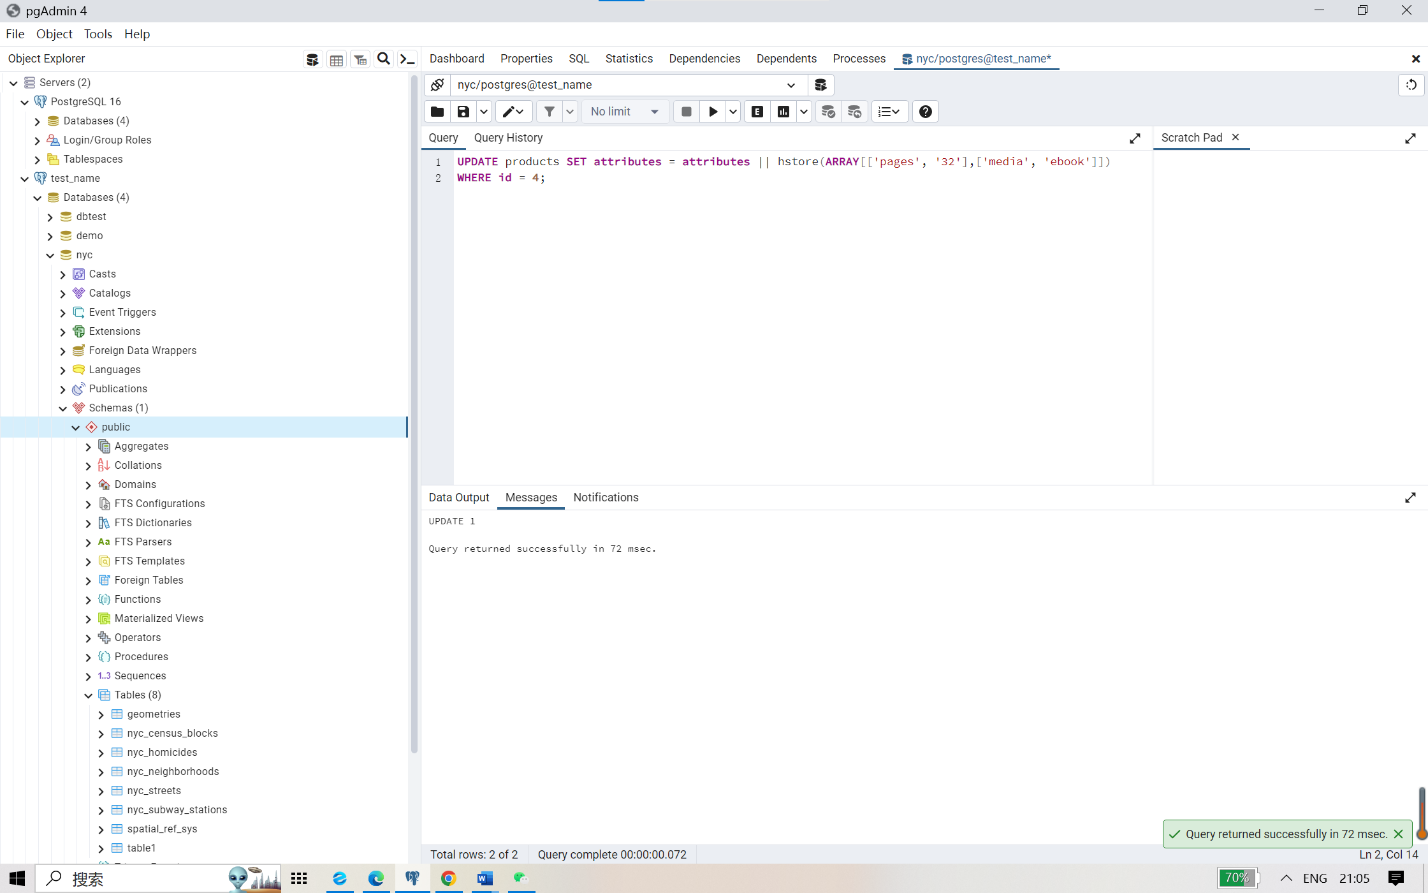 pgAdmin 4
File Object Tools Help
Object Explorer
Dashboard Properties SQL Statistics Dependencies Dependents Processes nyc/postgres@test_name*
nyc/postgres@test_name
No limit
E
Query Query History
Scratch Pad
1 UPDATE products SET attributes = attributes || hstore(ARRAY[['pages', '32'],['media', 'ebook']])
2 WHERE id = 4;
Servers (2)
PostgreSQL 16
Databases (4)
Login/Group Roles
Tablespaces
test_name
Databases (4)
dbtest
demo
nyc
Casts
Catalogs
Event Triggers
Extensions
Foreign Data Wrappers
Languages
Publications
Schemas (1)
public
Aggregates
Collations
Domains
FTS Configurations
FTS Dictionaries
Aa FTS Parsers
FTS Templates
Foreign Tables
Functions
Materialized Views
Operators
Procedures
1..3 Sequences
Tables (8)
geometries
nyc_census_blocks
nyc_homicides
nyc_neighborhoods
nyc_streets
nyc_subway_stations
spatial_ref_sys
table1
Data Output Messages Notifications
UPDATE 1
Query returned successfully in 72 msec.
Query returned successfully in 72 msec.
Total rows: 2 of 2 Query complete 00:00:00.072
Ln 2, Col 14
搜索
70%
ENG 21:05